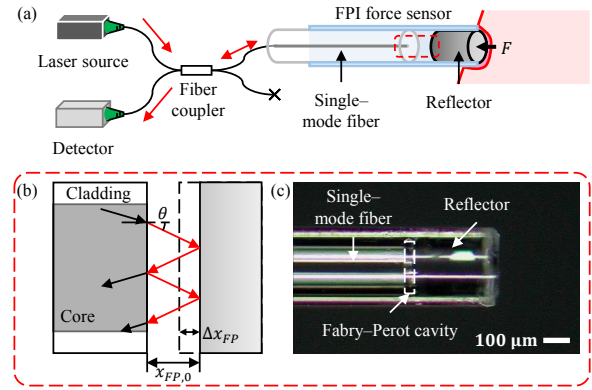 (a)
FPI force sensor
Laser source
Fiber
coupler
Single–
mode fiber
Reflector
F
Detector
(b)
Cladding
θ
Core
Δx_FP
x_FP,0
(c)
Single–
mode fiber
Reflector
Fabry–Perot cavity
100 μm